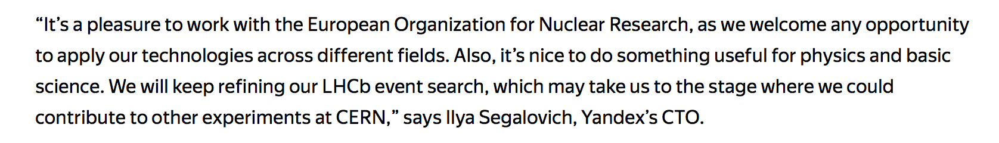 “It’s a pleasure to work with the European Organization for Nuclear Research, as we welcome any opportunity
to apply our technologies across different fields. Also, it’s nice to do something useful for physics and basic
science. We will keep refining our LHCb event search, which may take us to the stage where we could
contribute to other experiments at CERN,” says Ilya Segalovich, Yandex’s CTO.